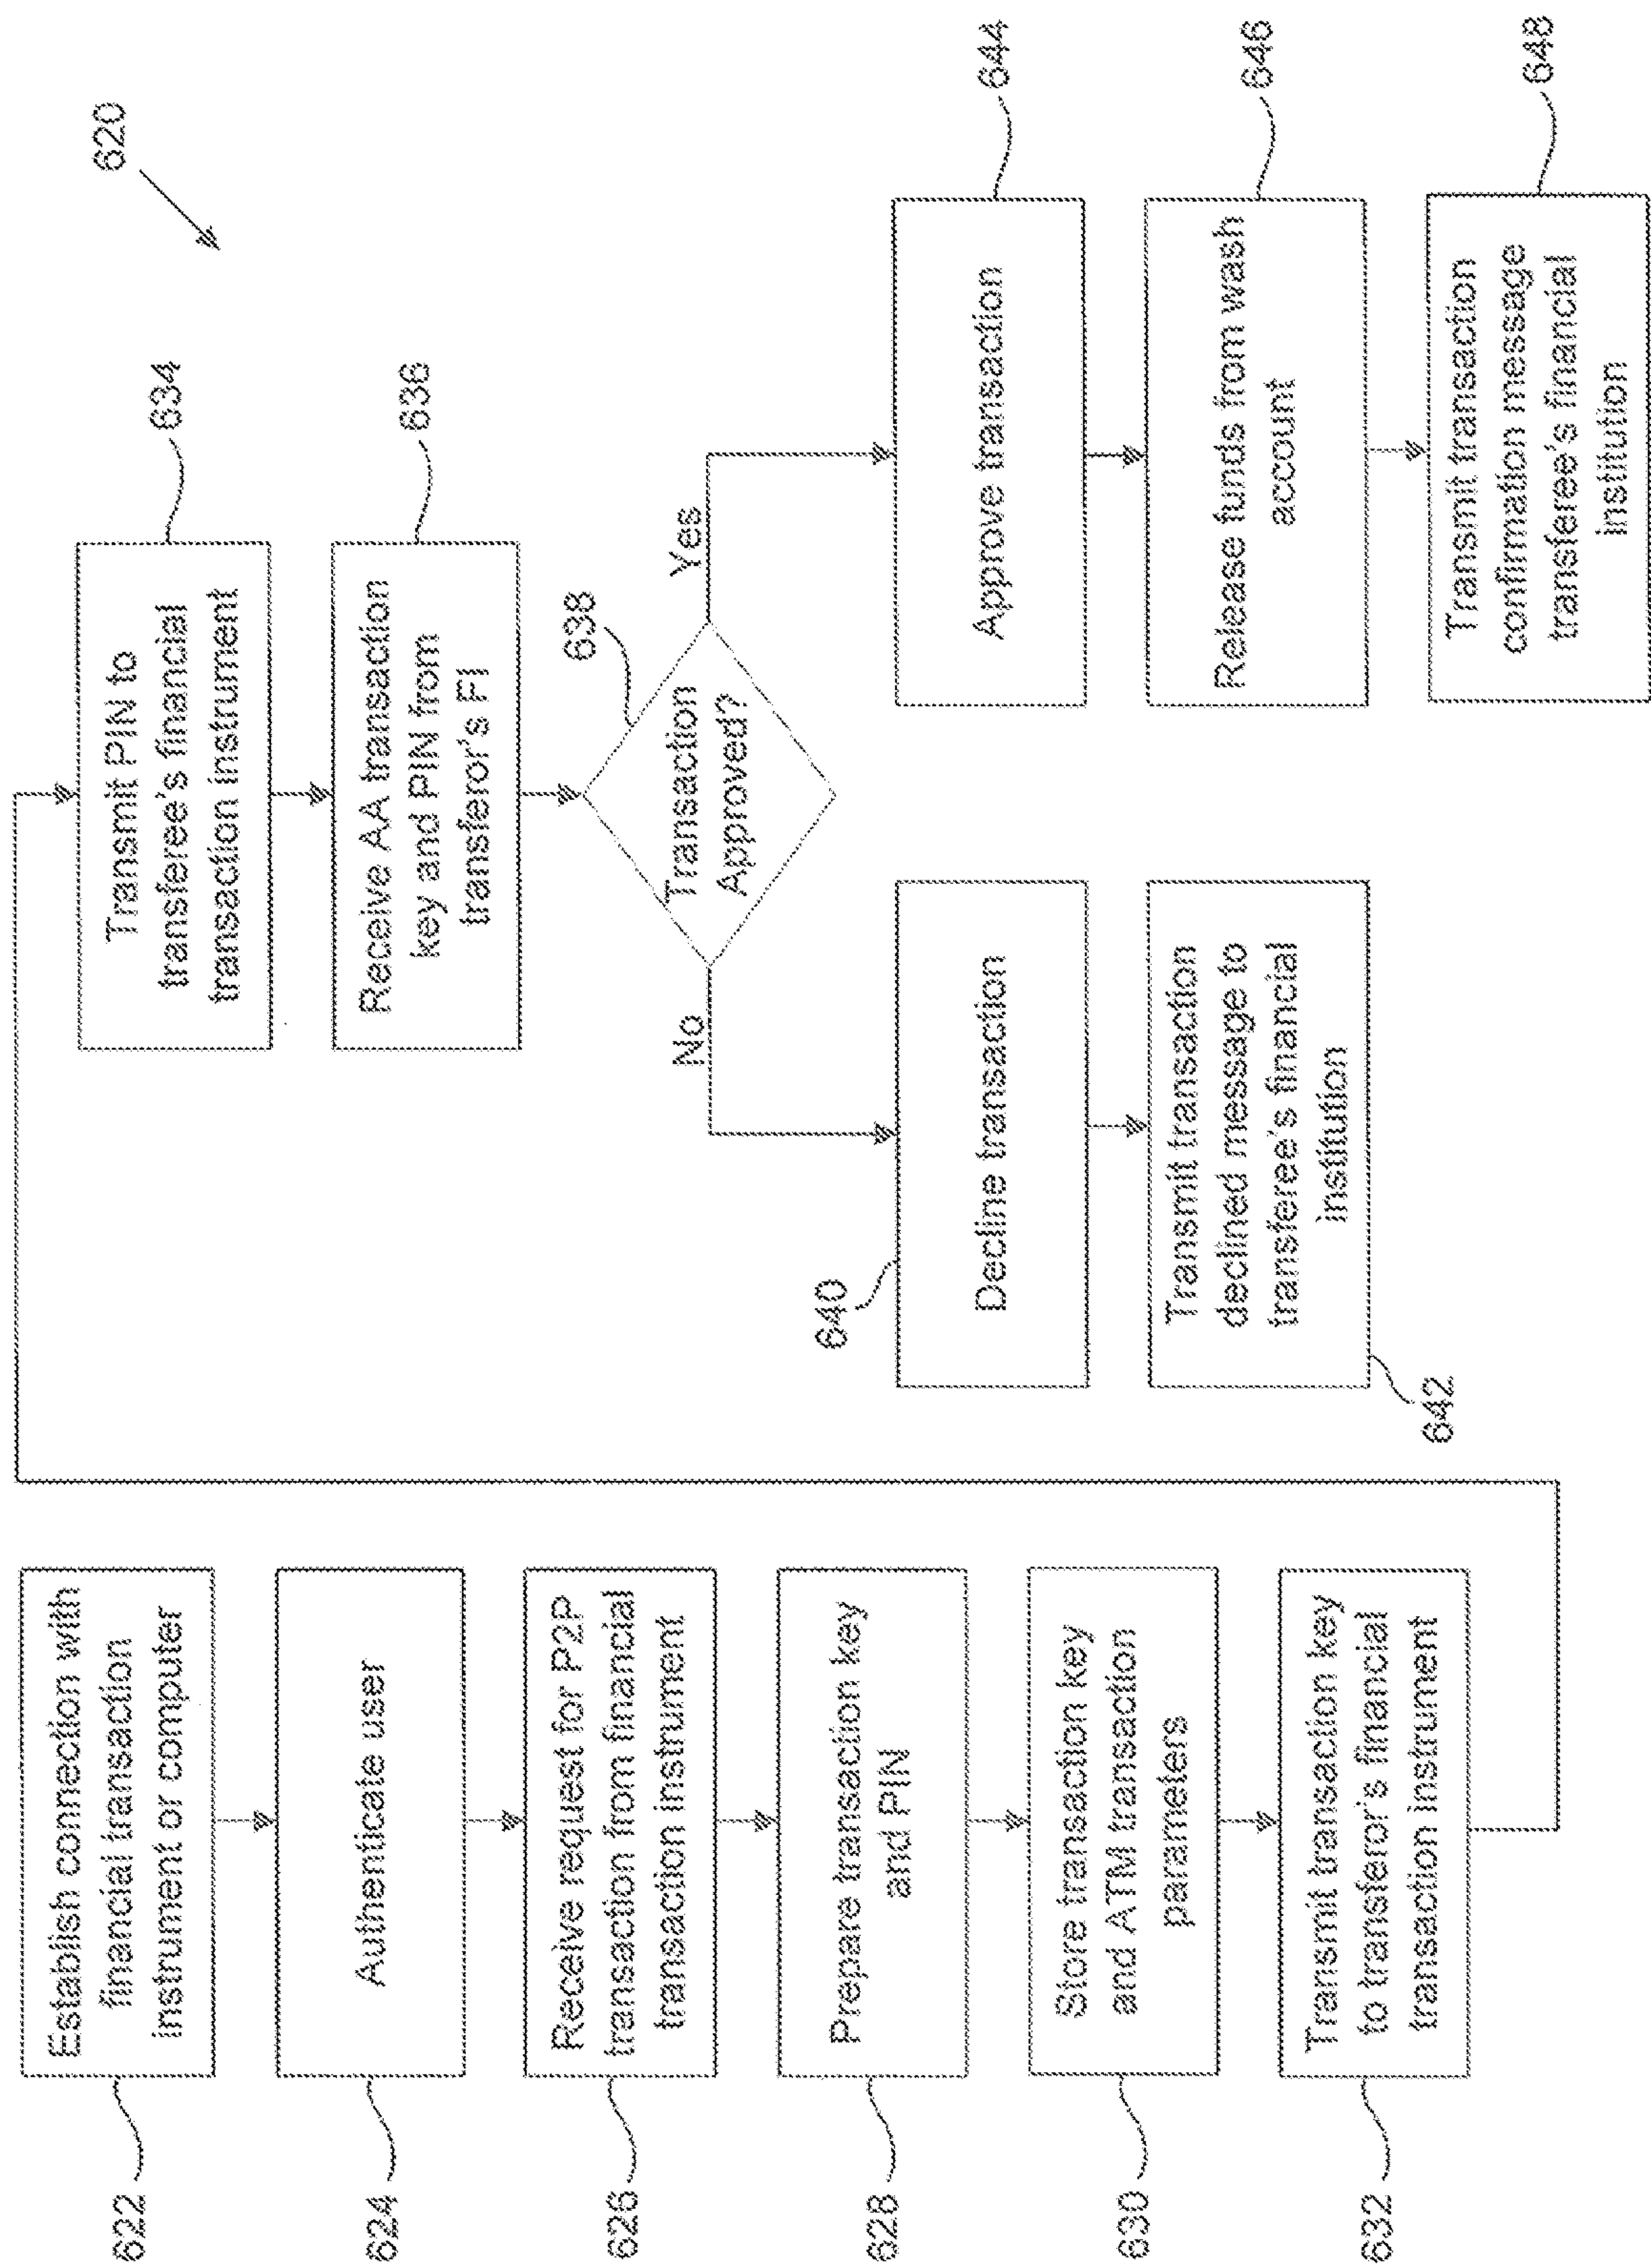 620
622
Establish connection with
financial transaction
instrument or computer
624
Authenticate user
626
Receive request for P2P
transaction from financial
transaction instrument
628
Prepare transaction key
and PIN
630
Store transaction key
and ATM transaction
parameters
632
Transmit transaction key
to transferor's financial
transaction instrument
634
Transmit PIN to
transferee's financial
transaction instrument
636
Receive AA transaction
key and PIN from
transferor's FI
638
Transaction
Approved?
No
Yes
640
Decline transaction
642
Transmit transaction
declined message to
transferee's financial
institution
644
Approve transaction
646
Release funds from wash
account
648
Transmit transaction
confirmation message
transferee's financial
institution